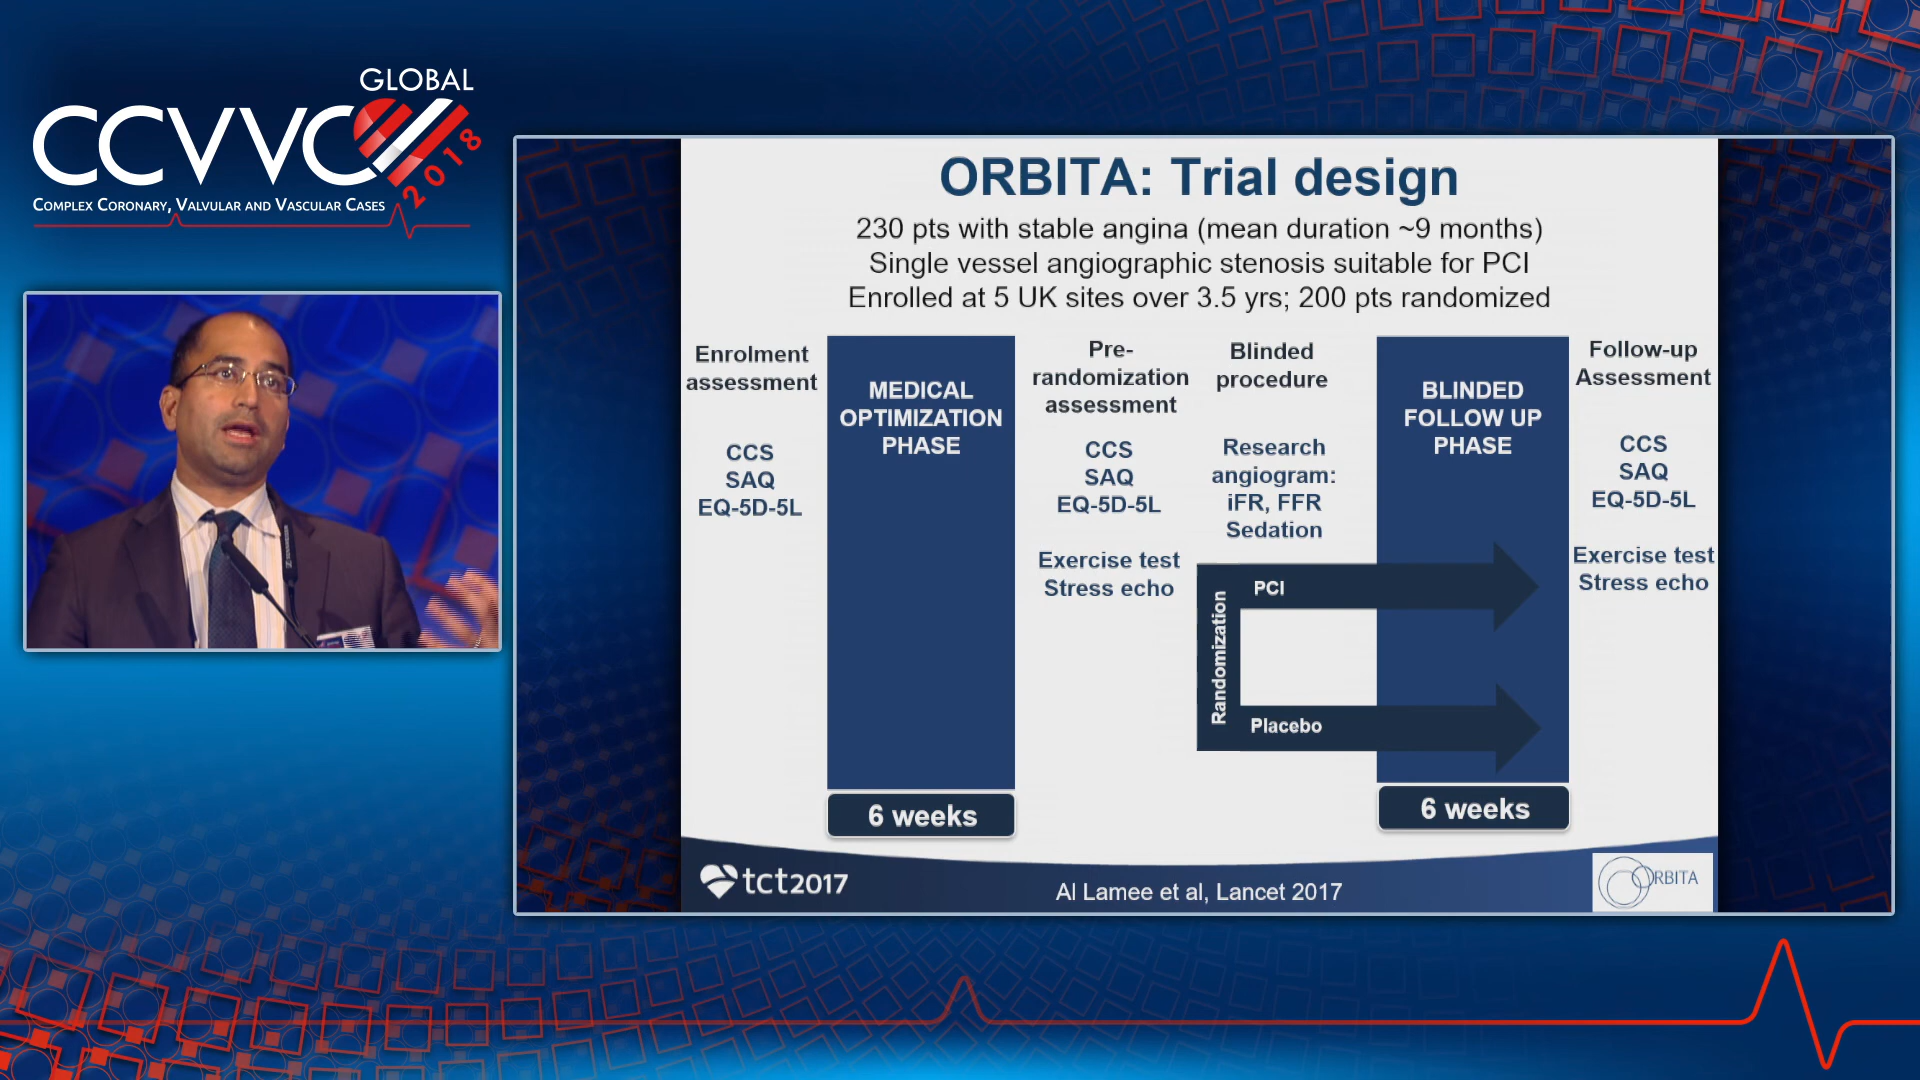 GLOBAL
CCVVC
2018
COMPLEX CORONARY, VALVULAR AND VASCULAR CASES
ORBITA: Trial design
230 pts with stable angina (mean duration ~9 months)
Single vessel angiographic stenosis suitable for PCI
Enrolled at 5 UK sites over 3.5 yrs; 200 pts randomized
Enrolment
assessment
CCS
SAQ
EQ-5D-5L
MEDICAL
OPTIMIZATION
PHASE
6 weeks
Pre-
randomization
assessment
CCS
SAQ
EQ-5D-5L
Exercise test
Stress echo
Blinded
procedure
Research
angiogram:
iFR, FFR
Sedation
Randomization
PCI
Placebo
BLINDED
FOLLOW UP
PHASE
6 weeks
Follow-up
Assessment
CCS
SAQ
EQ-5D-5L
Exercise test
Stress echo
tct2017
Al Lamee et al, Lancet 2017
ORBITA